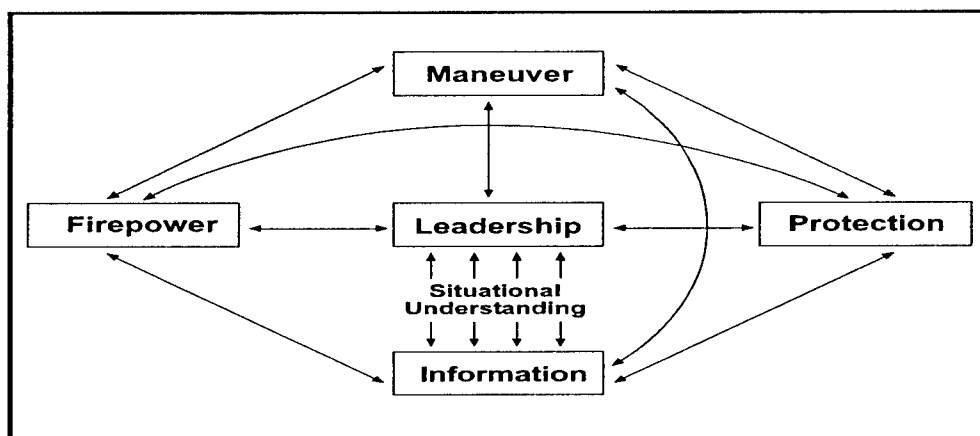 Maneuver
Firepower
Leadership
Protection
Situational
Understanding
Information